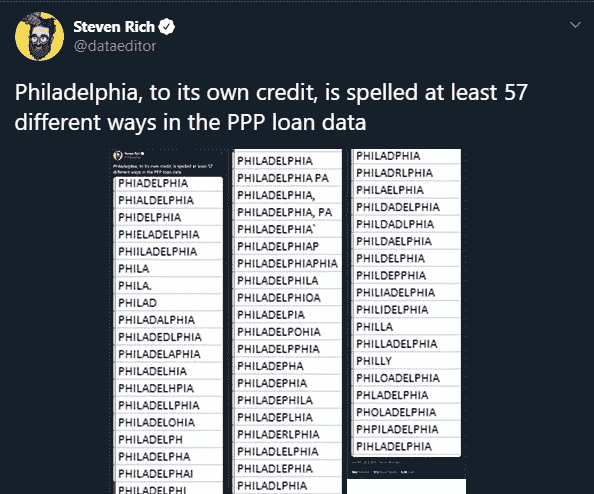 Steven Rich
@dataeditor
Philadelphia, to its own credit, is spelled at least 57
different ways in the PPP loan data
Steven Rich
Philadelphia, to its own credit, is spelled at least 57
different ways in the PPP loan data
PHIADELPHIA
PHIALDELPHIA
PHIDELPHIA
PHIELADELPHIA
PHIILADELPHIA
PHILA
PHILA.
PHILAD
PHILADALPHIA
PHILADEDLPHIA
PHILADELAPHIA
PHILADELHIA
PHILADELHPIA
PHILADELLPHIA
PHILADELOHIA
PHILADELPH
PHILADELPHA
PHILADELPHAI
PHILADELPHI
PHILADELPHIA
PHILADELPHIA PA
PHILADELPHIA,
PHILADELPHIA, PA
PHILADELPHIA`
PHILADELPHIAP
PHILADELPHIAPHIA
PHILADELPHILA
PHILADELPHIOA
PHILADELPIA
PHILADELPOHIA
PHILADELPPHIA
PHILADEPHA
PHILADEPHIA
PHILADEPHILA
PHILADEPLHIA
PHILADERLPHIA
PHILADLELPHIA
PHILADLEPHIA
PHILADLPHIA
PHILADPHIA
PHILADRLPHIA
PHILAELPHIA
PHILDADELPHIA
PHILDADLPHIA
PHILDAELPHIA
PHILDELPHIA
PHILDEPPHIA
PHILIADELPHIA
PHILIDELPHIA
PHILLA
PHILLADELPHIA
PHILLY
PHILOADELPHIA
PHLADELPHIA
PHOLADELPHIA
PHPILADELPHIA
PIHLADELPHIA